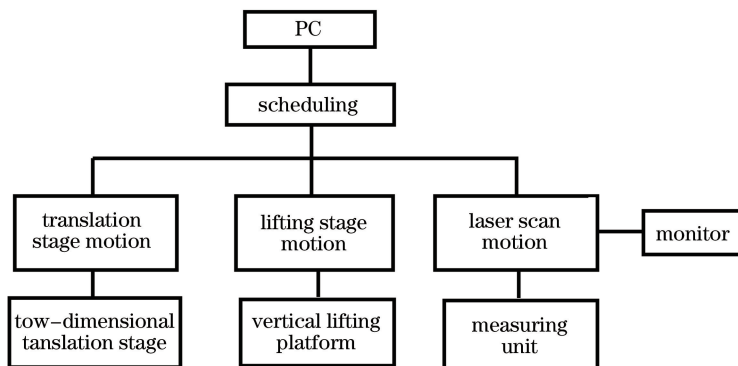 PC
scheduling
translation
stage motion
lifting stage
motion
laser scan
motion
monitor
tow-dimensional
tanslation stage
vertical lifting
platform
measuring
unit